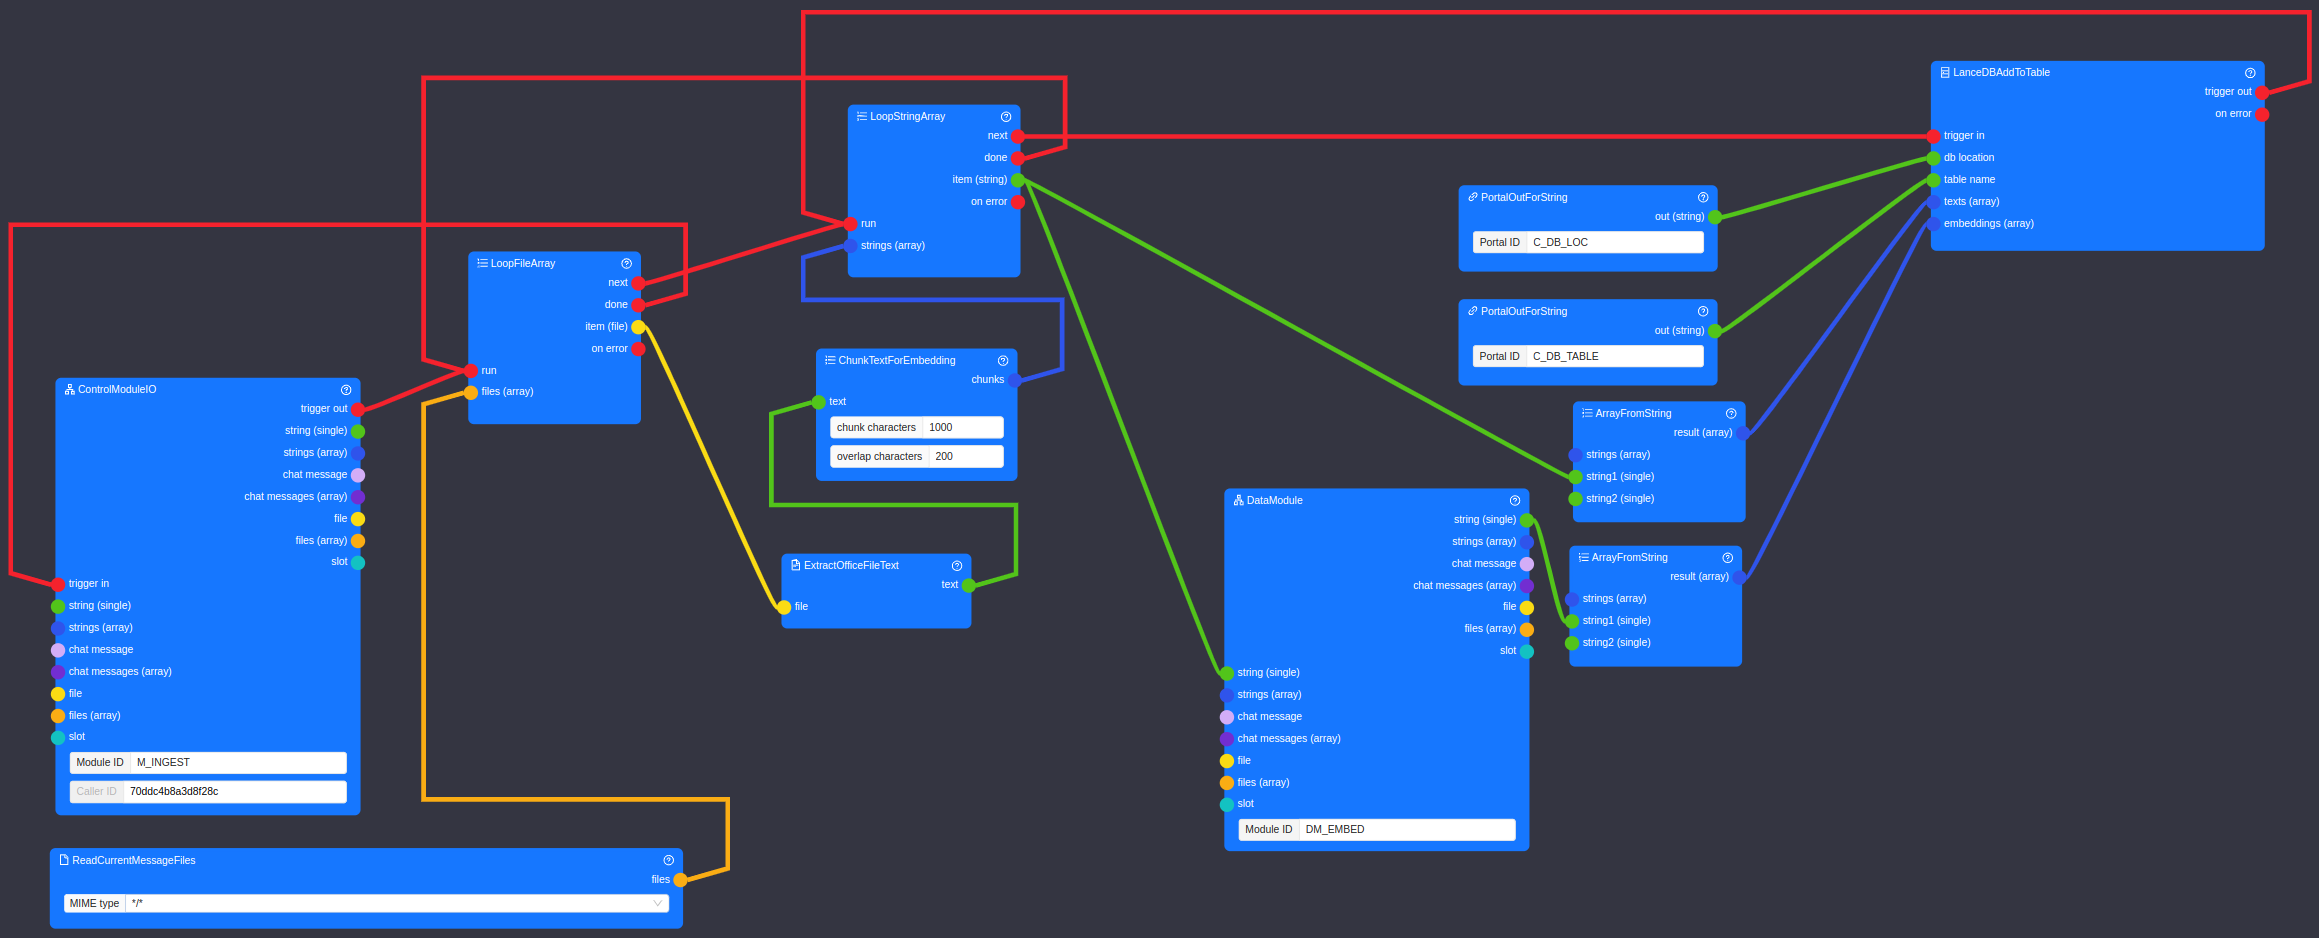 LanceDBAddToTable
trigger out
on error
trigger in
db location
table name
texts (array)
embeddings (array)
LoopStringArray
next
done
item (string)
on error
run
strings (array)
PortalOutForString
out (string)
Portal ID C_DB_LOC
LoopFileArray
next
done
item (file)
on error
run
files (array)
PortalOutForString
out (string)
Portal ID C_DB_TABLE
ChunkTextForEmbedding
chunks
text
chunk characters 1000
overlap characters 200
ControlModuleIO
trigger out
string (single)
strings (array)
chat message
chat messages (array)
file
files (array)
slot
trigger in
string (single)
strings (array)
chat message
chat messages (array)
file
files (array)
slot
Module ID M_INGEST
Caller ID 70ddc4b8a3d8f28c
ArrayFromString
result (array)
strings (array)
string1 (single)
string2 (single)
DataModule
string (single)
strings (array)
chat message
chat messages (array)
file
files (array)
slot
string (single)
strings (array)
chat message
chat messages (array)
file
files (array)
slot
Module ID DM_EMBED
ArrayFromString
result (array)
strings (array)
string1 (single)
string2 (single)
ExtractOfficeFileText
text
file
ReadCurrentMessageFiles
files
MIME type */*